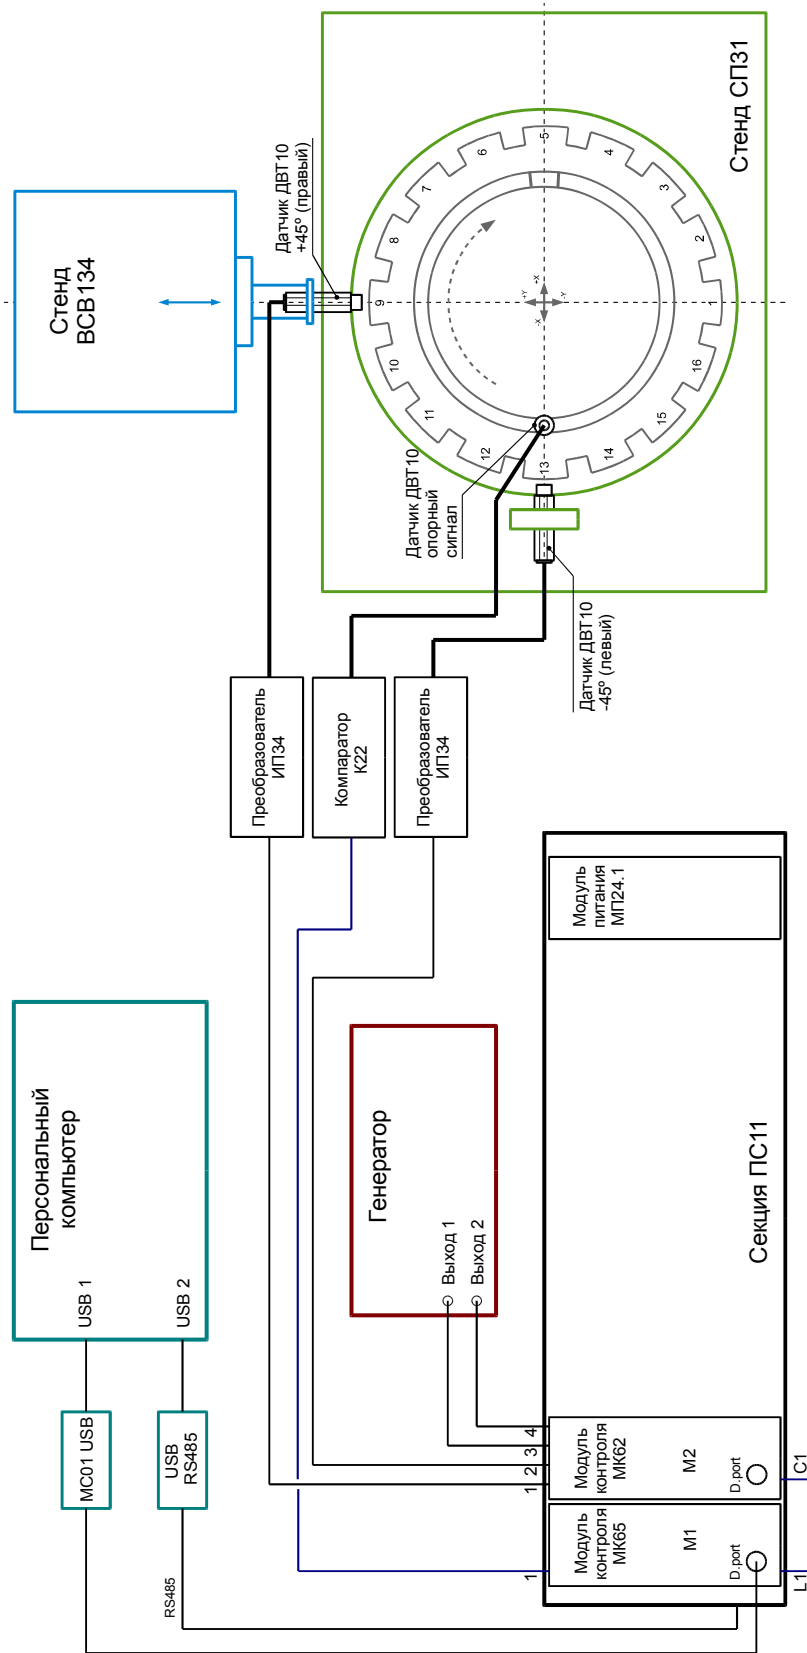 Стенд
ВСВ134
Датчик ДВТ10
+45º (правый)
Стенд СП31
1
2
3
4
5
6
7
8
9
10
11
12
13
14
15
16
+Y
-Y
+X
-X
Датчик ДВТ10
опорный
сигнал
Датчик ДВТ10
-45º (левый)
Преобразователь
ИП34
Компаратор
К22
Преобразователь
ИП34
Персональный
компьютер
USB 1
USB 2
MC01 USB
USB
RS485
RS485
Генератор
Выход 1
Выход 2
Модуль
питания
МП24.1
Секция ПС11
1
2
3
4
Модуль
контроля
МК62
М2
D.port
C1
1
Модуль
контроля
МК65
М1
D.port
L1